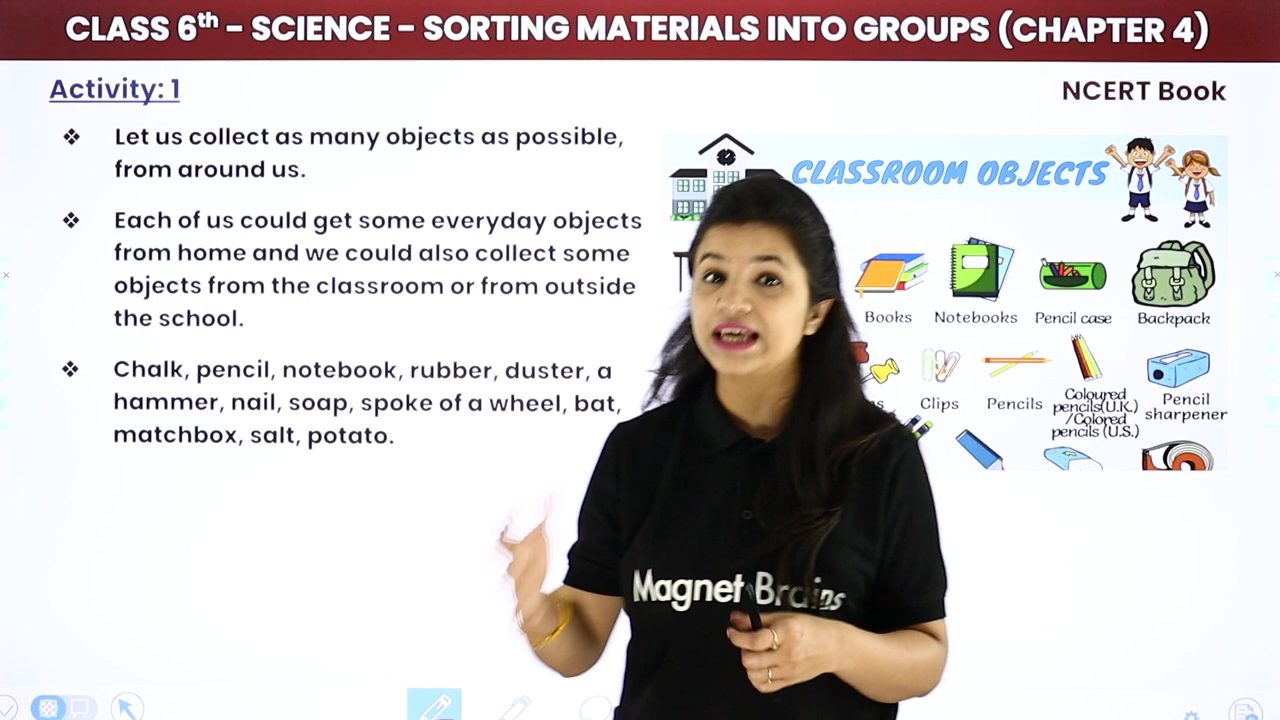 CLASS 6th - SCIENCE - SORTING MATERIALS INTO GROUPS (CHAPTER 4)
Activity: 1
NCERT Book
❖ Let us collect as many objects as possible,
from around us.
❖ Each of us could get some everyday objects
from home and we could also collect some
objects from the classroom or from outside
the school.
❖ Chalk, pencil, notebook, rubber, duster, a
hammer, nail, soap, spoke of a wheel, bat,
matchbox, salt, potato.
CLASSROOM OBJECTS
Books Notebooks Pencil case Backpack
Clips Pencils
Coloured
pencils(U.K.)
/Colored
pencils (U.S.)
Pencil
sharpener
Magnet Brains